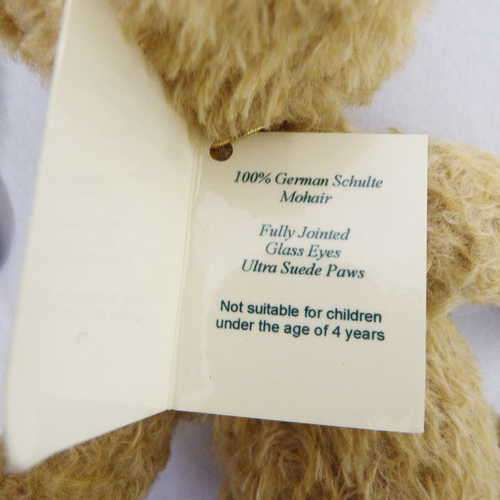 100% German Schulte
Mohair
Fully Jointed
Glass Eyes
Ultra Suede Paws
Not suitable for children
under the age of 4 years